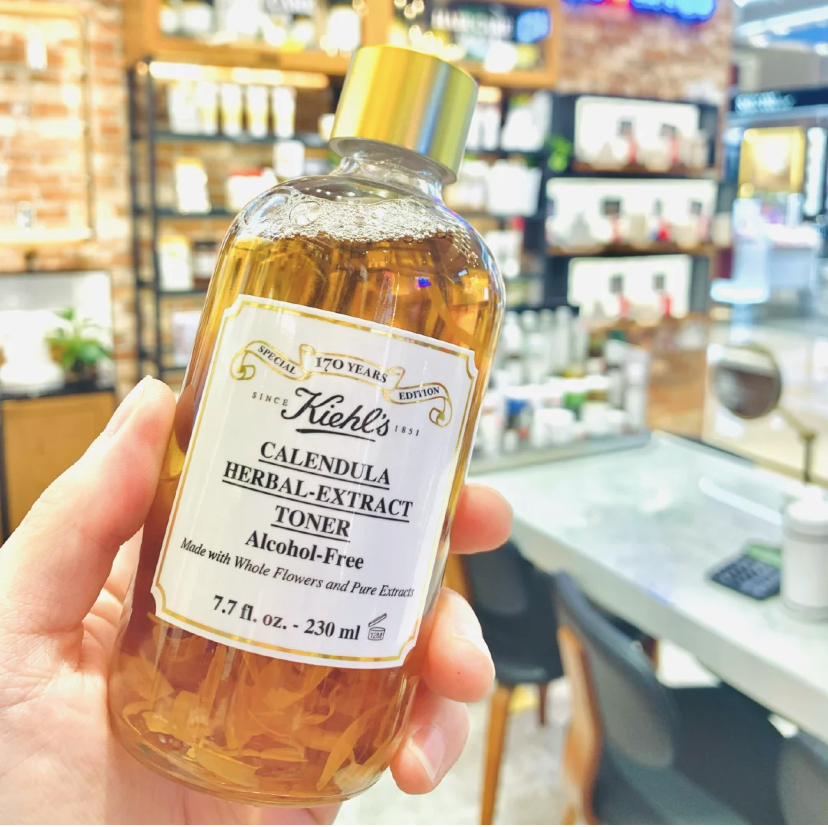 SPECIAL 170 YEARS EDITION
SINCE Kiehl's 1851
CALENDULA
HERBAL-EXTRACT
TONER
Alcohol-Free
Made with Whole Flowers and Pure Extracts
7.7 fl. oz. - 230 ml 12M